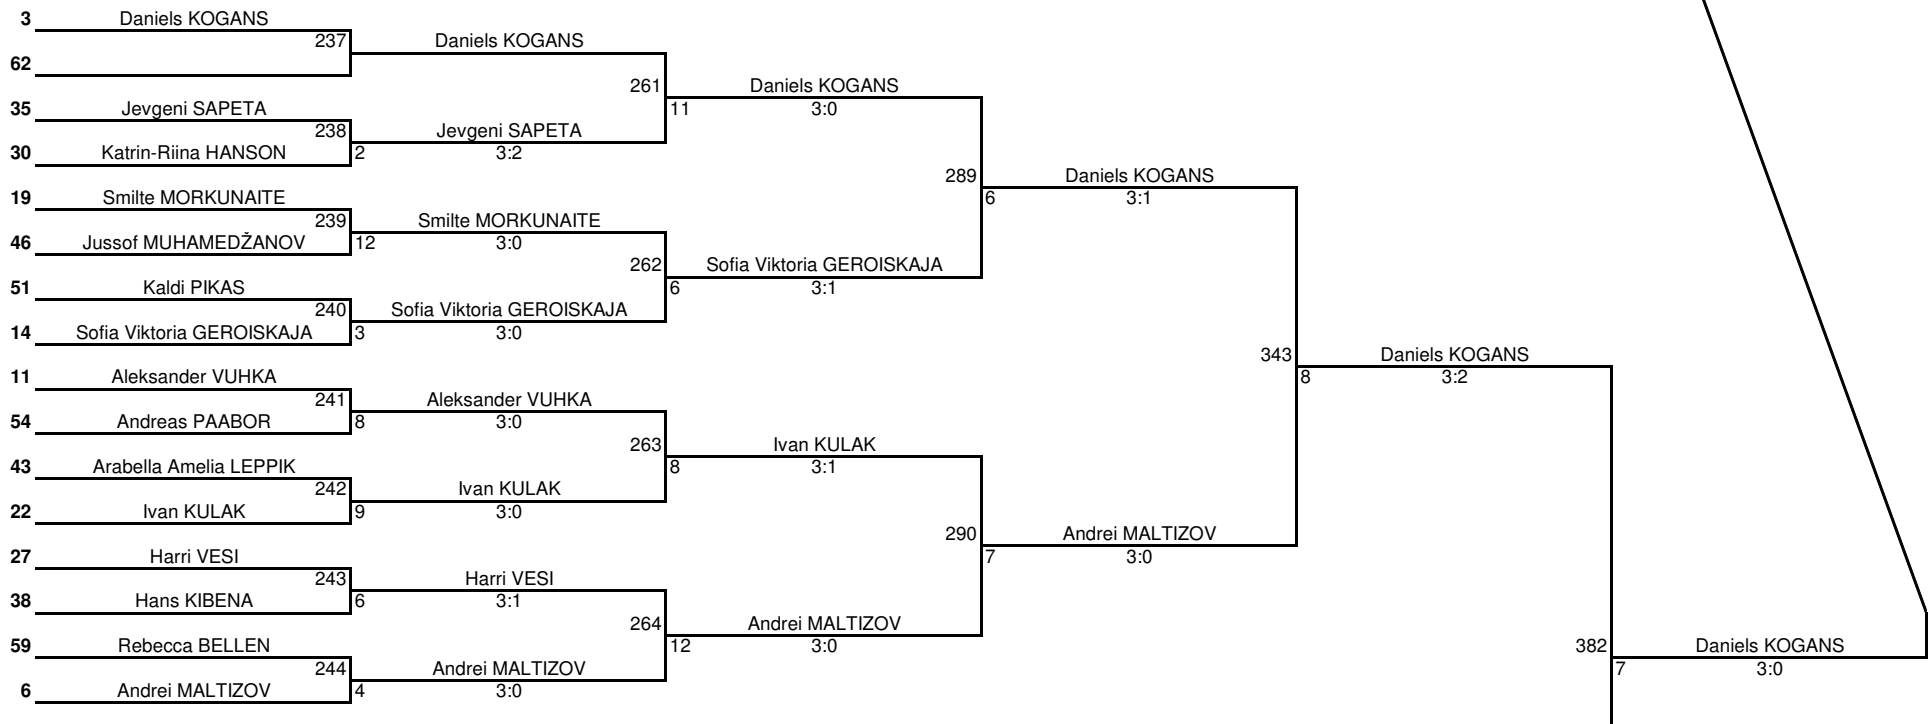 3 Daniels KOGANS
237 Daniels KOGANS
62
261 Daniels KOGANS
35 Jevgeni SAPETA 11 3:0
238 Jevgeni SAPETA
30 Katrin-Riina HANSON 2 3:2
289 Daniels KOGANS
19 Smilte MORKUNAITE 6 3:1
239 Smilte MORKUNAITE
46 Jussof MUHAMEDŽANOV 12 3:0
262 Sofia Viktoria GEROISKAJA
51 Kaldi PIKAS 6 3:1
240 Sofia Viktoria GEROISKAJA
14 Sofia Viktoria GEROISKAJA 3 3:0
343 Daniels KOGANS
11 Aleksander VUHKA 8 3:2
241 Aleksander VUHKA
54 Andreas PAABOR 8 3:0
263 Ivan KULAK
43 Arabella Amelia LEPPIK 8 3:1
242 Ivan KULAK
22 Ivan KULAK 9 3:0
290 Andrei MALTIZOV
27 Harri VESI 7 3:0
243 Harri VESI
38 Hans KIBENA 6 3:1
264 Andrei MALTIZOV
59 Rebecca BELLEN 12 3:0 382 Daniels KOGANS
244 Andrei MALTIZOV 7 3:0
6 Andrei MALTIZOV 4 3:0